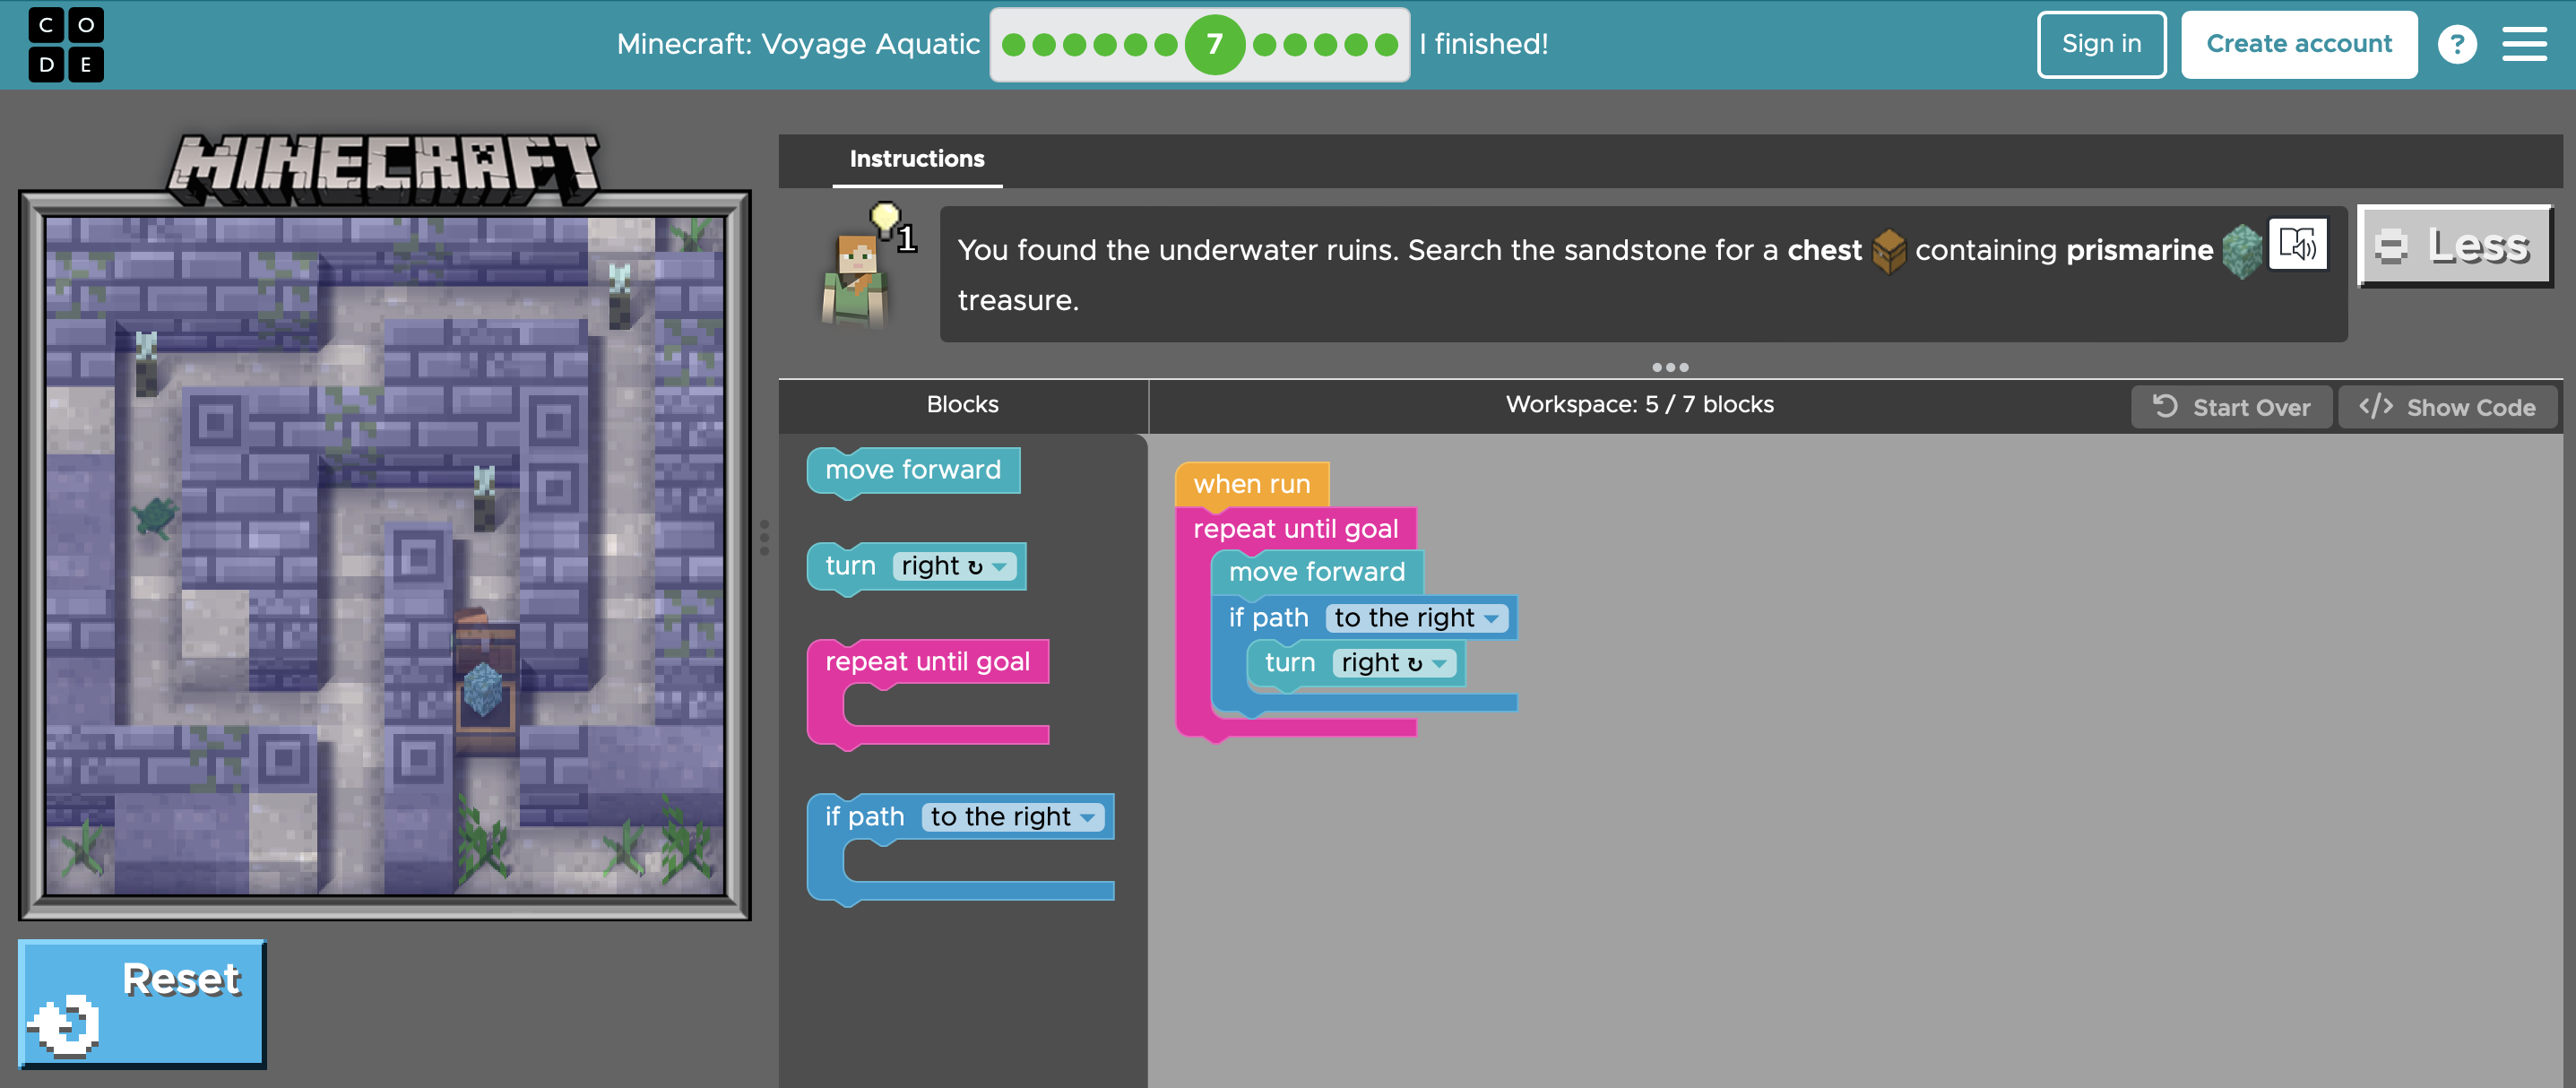 CO
DE
Minecraft: Voyage Aquatic
7
I finished!
Sign in
Create account
?
MINECRAFT
Instructions
1
You found the underwater ruins. Search the sandstone for a chest containing prismarine
treasure.
Less
Blocks
Workspace: 5 / 7 blocks
Start Over
</> Show Code
move forward
turn right ↻
repeat until goal
if path to the right
when run
repeat until goal
move forward
if path to the right
turn right ↻
Reset